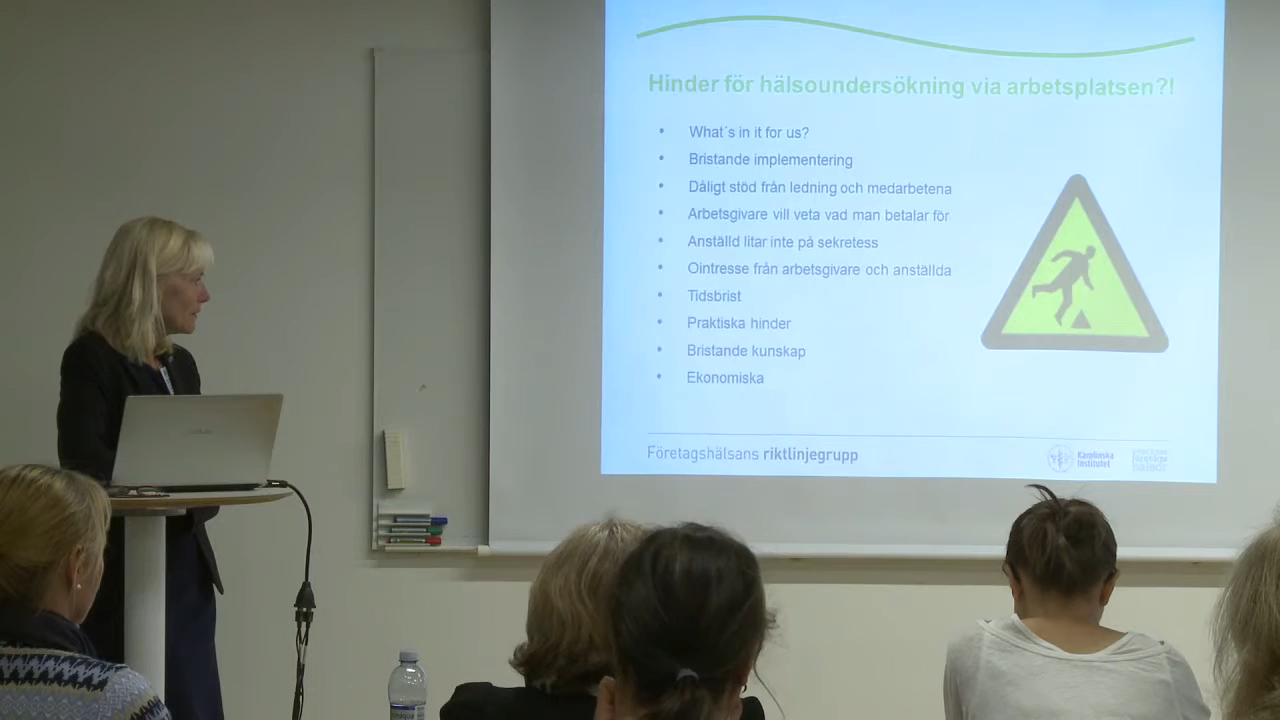 Hinder för hälsoundersökning via arbetsplatsen?!
• What´s in it for us?
• Bristande implementering
• Dåligt stöd från ledning och medarbetena
• Arbetsgivare vill veta vad man betalar för
• Anställd litar inte på sekretess
• Ointresse från arbetsgivare och anställda
• Tidsbrist
• Praktiska hinder
• Bristande kunskap
• Ekonomiska
Företagshälsans riktlinjegrupp
Karolinska
Institutet